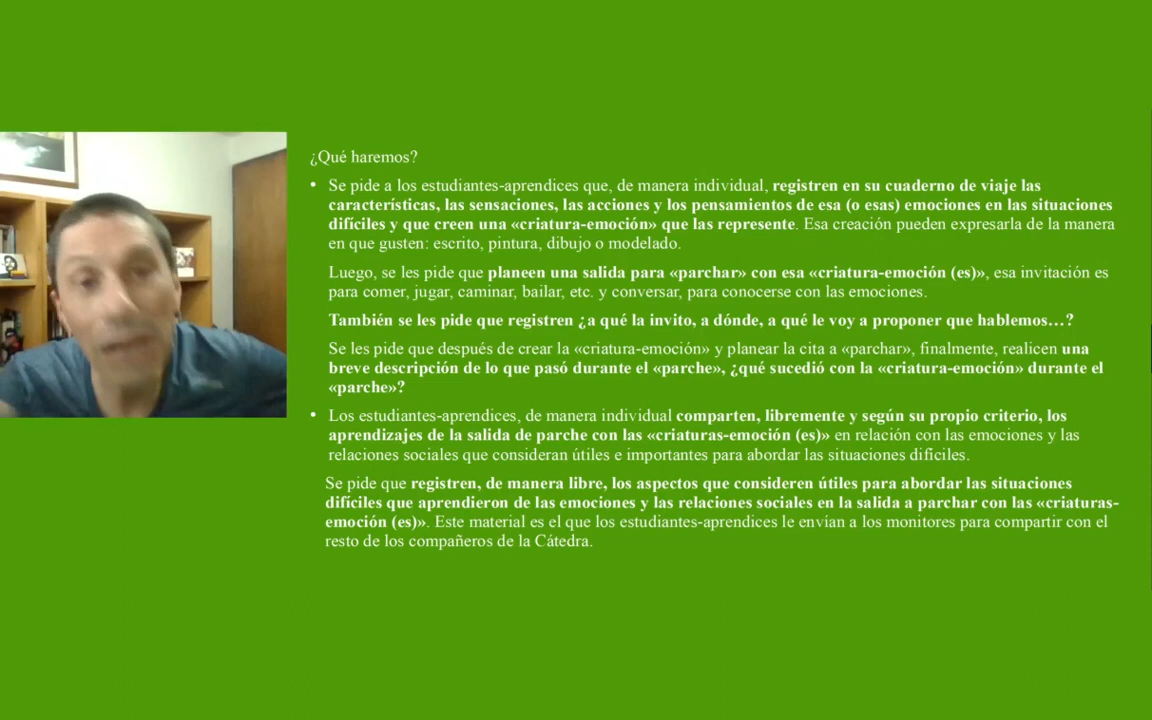 ¿Qué haremos?
• Se pide a los estudiantes-aprendices que, de manera individual, registren en su cuaderno de viaje las
características, las sensaciones, las acciones y los pensamientos de esa (o esas) emociones en las situaciones
difíciles y que creen una «criatura-emoción» que las represente. Esa creación pueden expresarla de la manera
en que gusten: escrito, pintura, dibujo o modelado.
Luego, se les pide que planeen una salida para «parchar» con esa «criatura-emoción (es)», esa invitación es
para comer, jugar, caminar, bailar, etc. y conversar, para conocerse con las emociones.
También se les pide que registren ¿a qué la invito, a dónde, a qué le voy a proponer que hablemos…?
Se les pide que después de crear la «criatura-emoción» y planear la cita a «parchar», finalmente, realicen una
breve descripción de lo que pasó durante el «parche», ¿qué sucedió con la «criatura-emoción» durante el
«parche»?
• Los estudiantes-aprendices, de manera individual comparten, libremente y según su propio criterio, los
aprendizajes de la salida de parche con las «criaturas-emoción (es)» en relación con las emociones y las
relaciones sociales que consideran útiles e importantes para abordar las situaciones difíciles.
Se pide que registren, de manera libre, los aspectos que consideren útiles para abordar las situaciones
difíciles que aprendieron de las emociones y las relaciones sociales en la salida a parchar con las «criaturas-
emoción (es)». Este material es el que los estudiantes-aprendices le envían a los monitores para compartir con el
resto de los compañeros de la Cátedra.